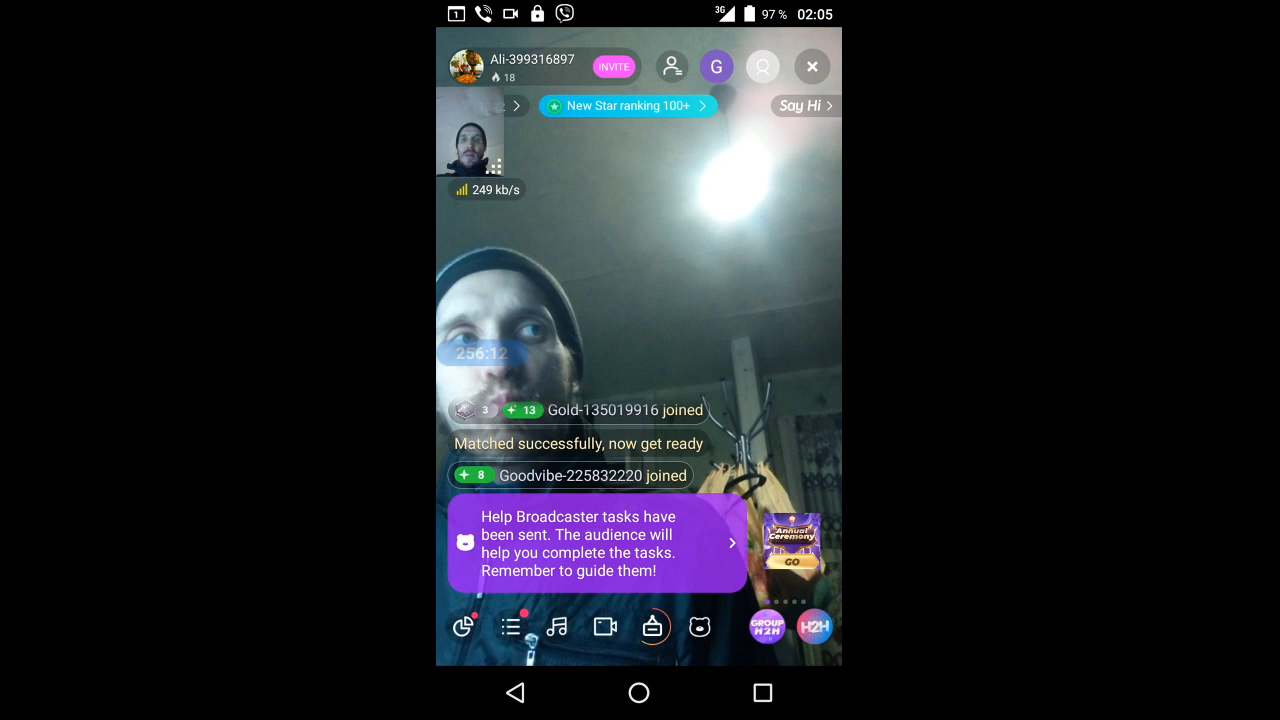 1
3G
97 %
02:05
Ali-399316897
18
INVITE
G
New Star ranking 100+
Say Hi
249 kb/s
256:12
3
13 Gold-135019916 joined
Matched successfully, now get ready
8 Goodvibe-225832220 joined
Help Broadcaster tasks have
been sent. The audience will
help you complete the tasks.
Remember to guide them!
Annual
Ceremony
GO
GROUP
H2H
H2H